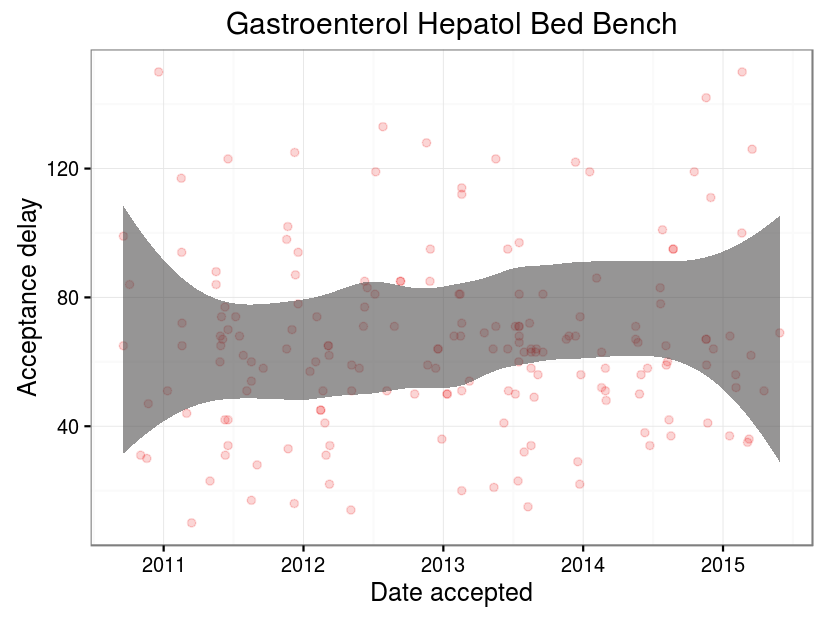 Gastroenterol Hepatol Bed Bench
Acceptance delay
120
80
40
2011 2012 2013 2014 2015
Date accepted